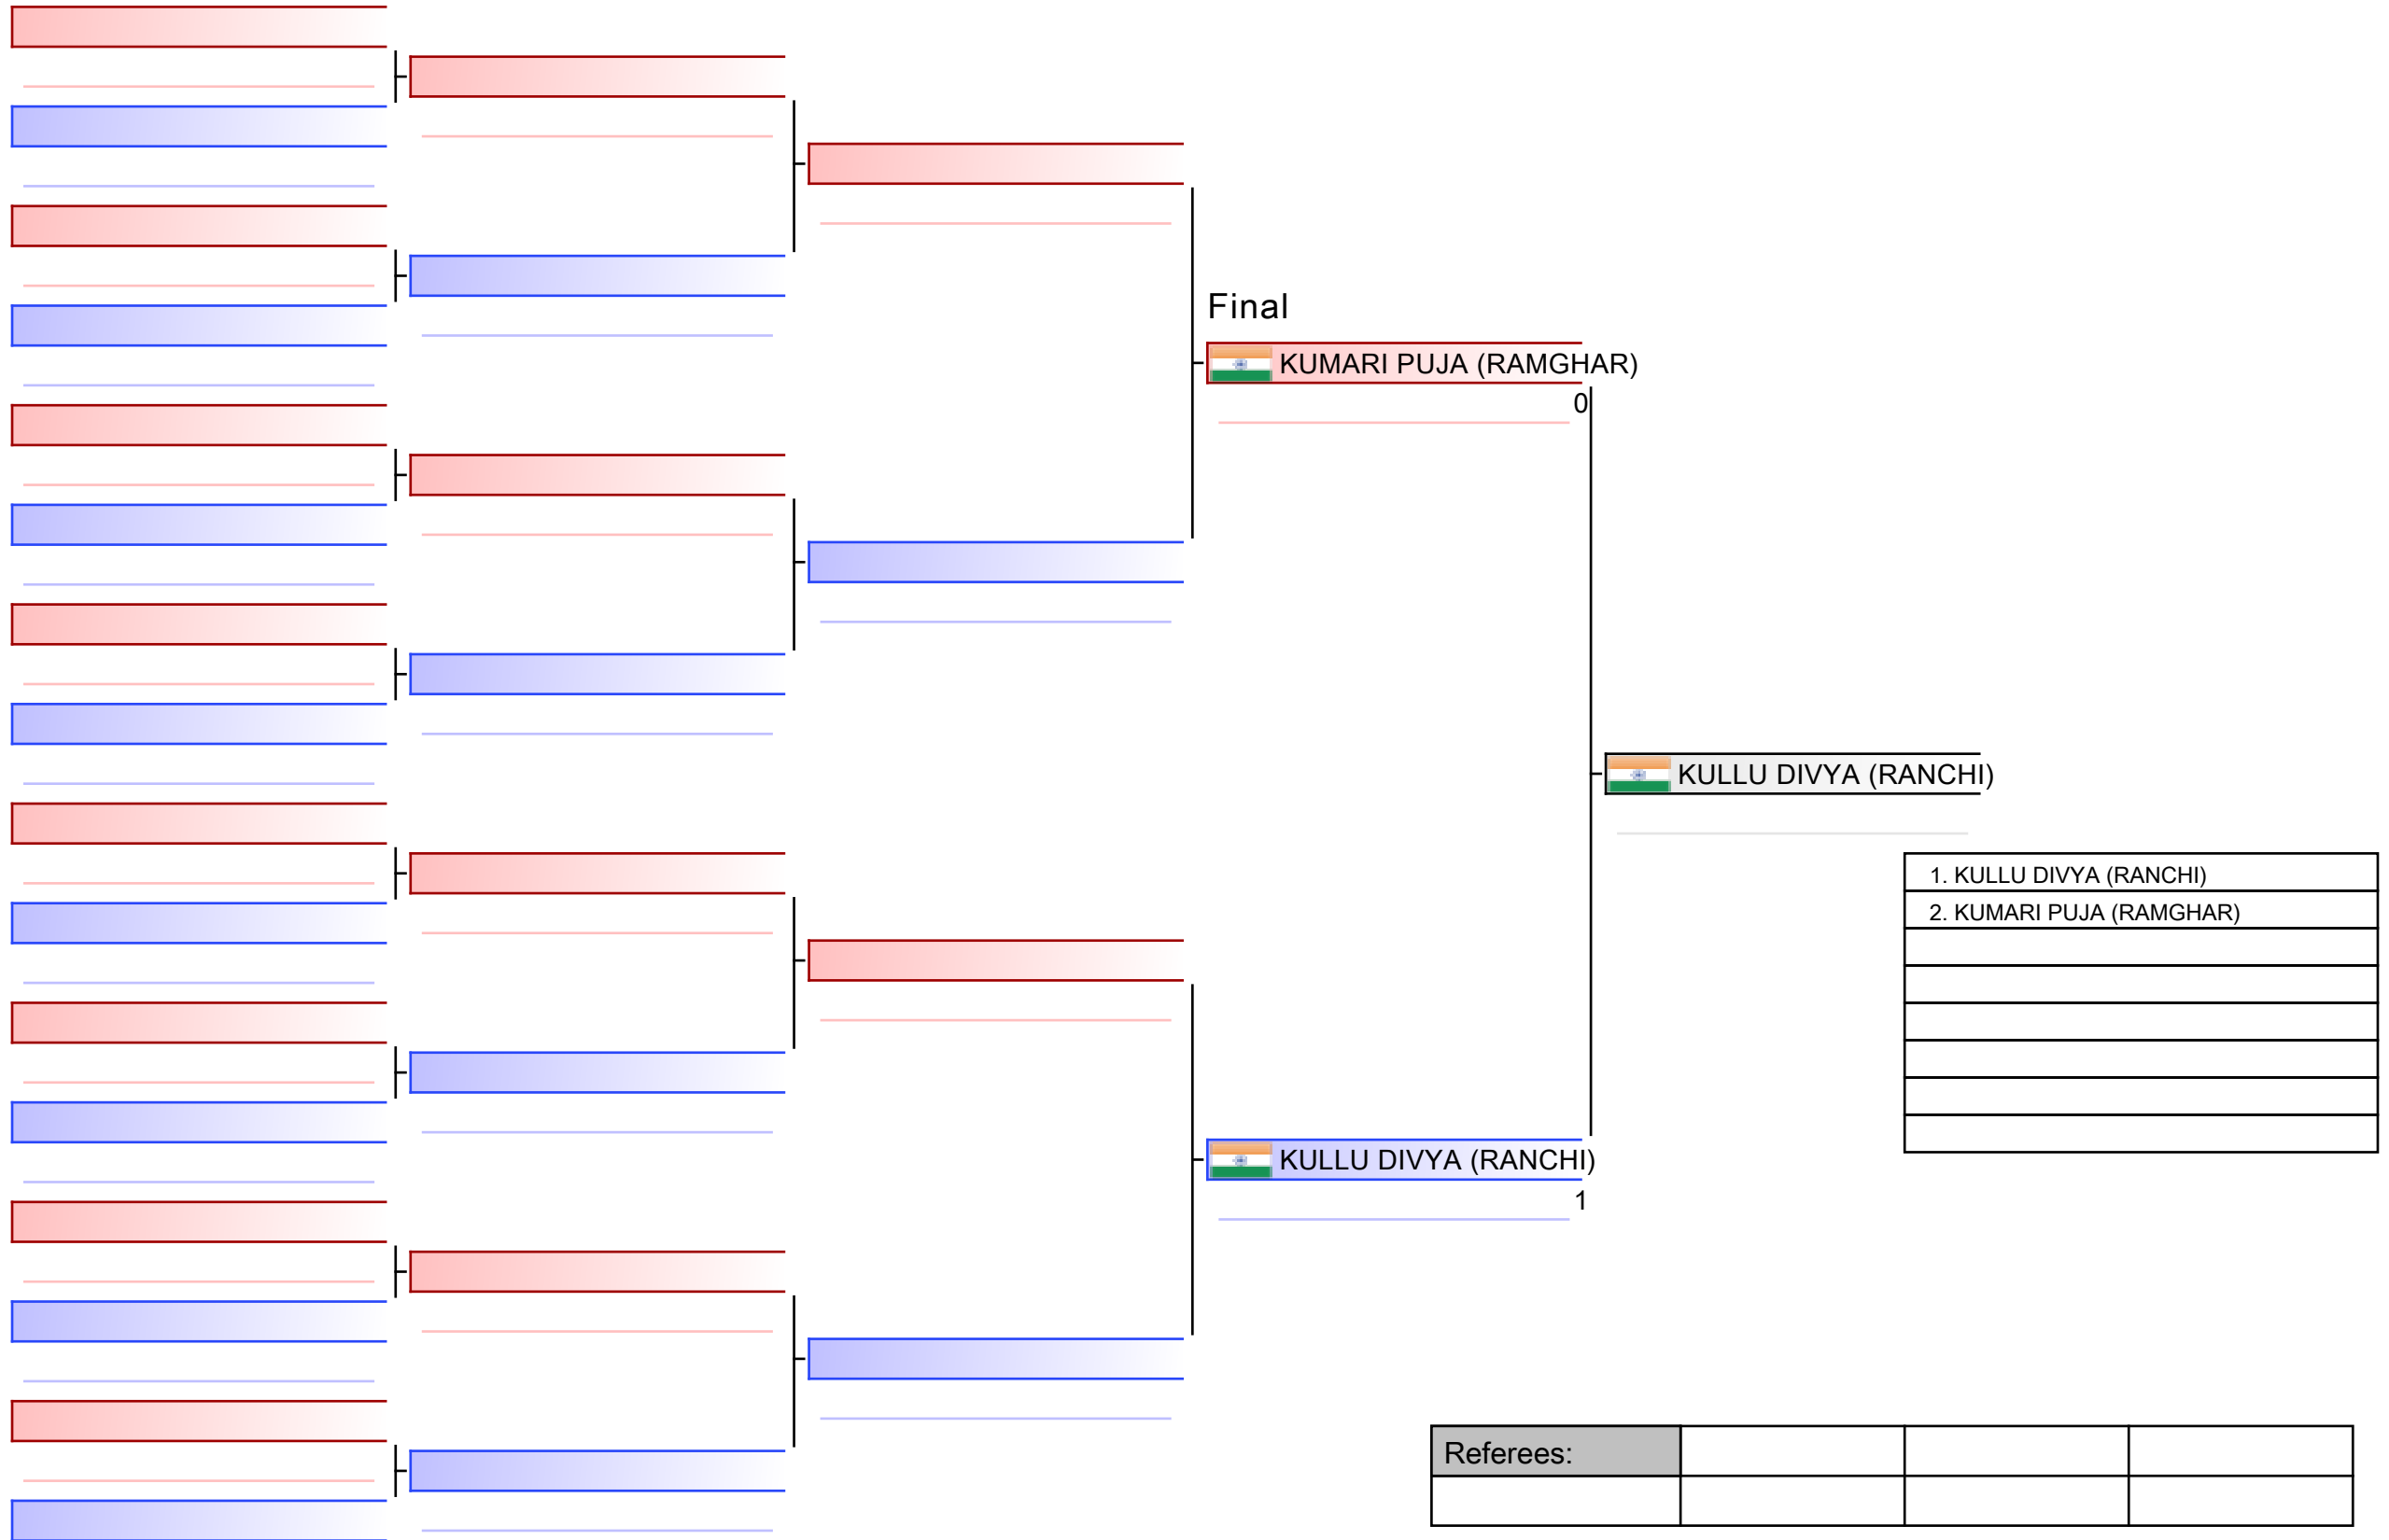 Final
KUMARI PUJA (RAMGHAR)
0
KULLU DIVYA (RANCHI)
1. KULLU DIVYA (RANCHI)
2. KUMARI PUJA (RAMGHAR)
KULLU DIVYA (RANCHI)
1
Referees: